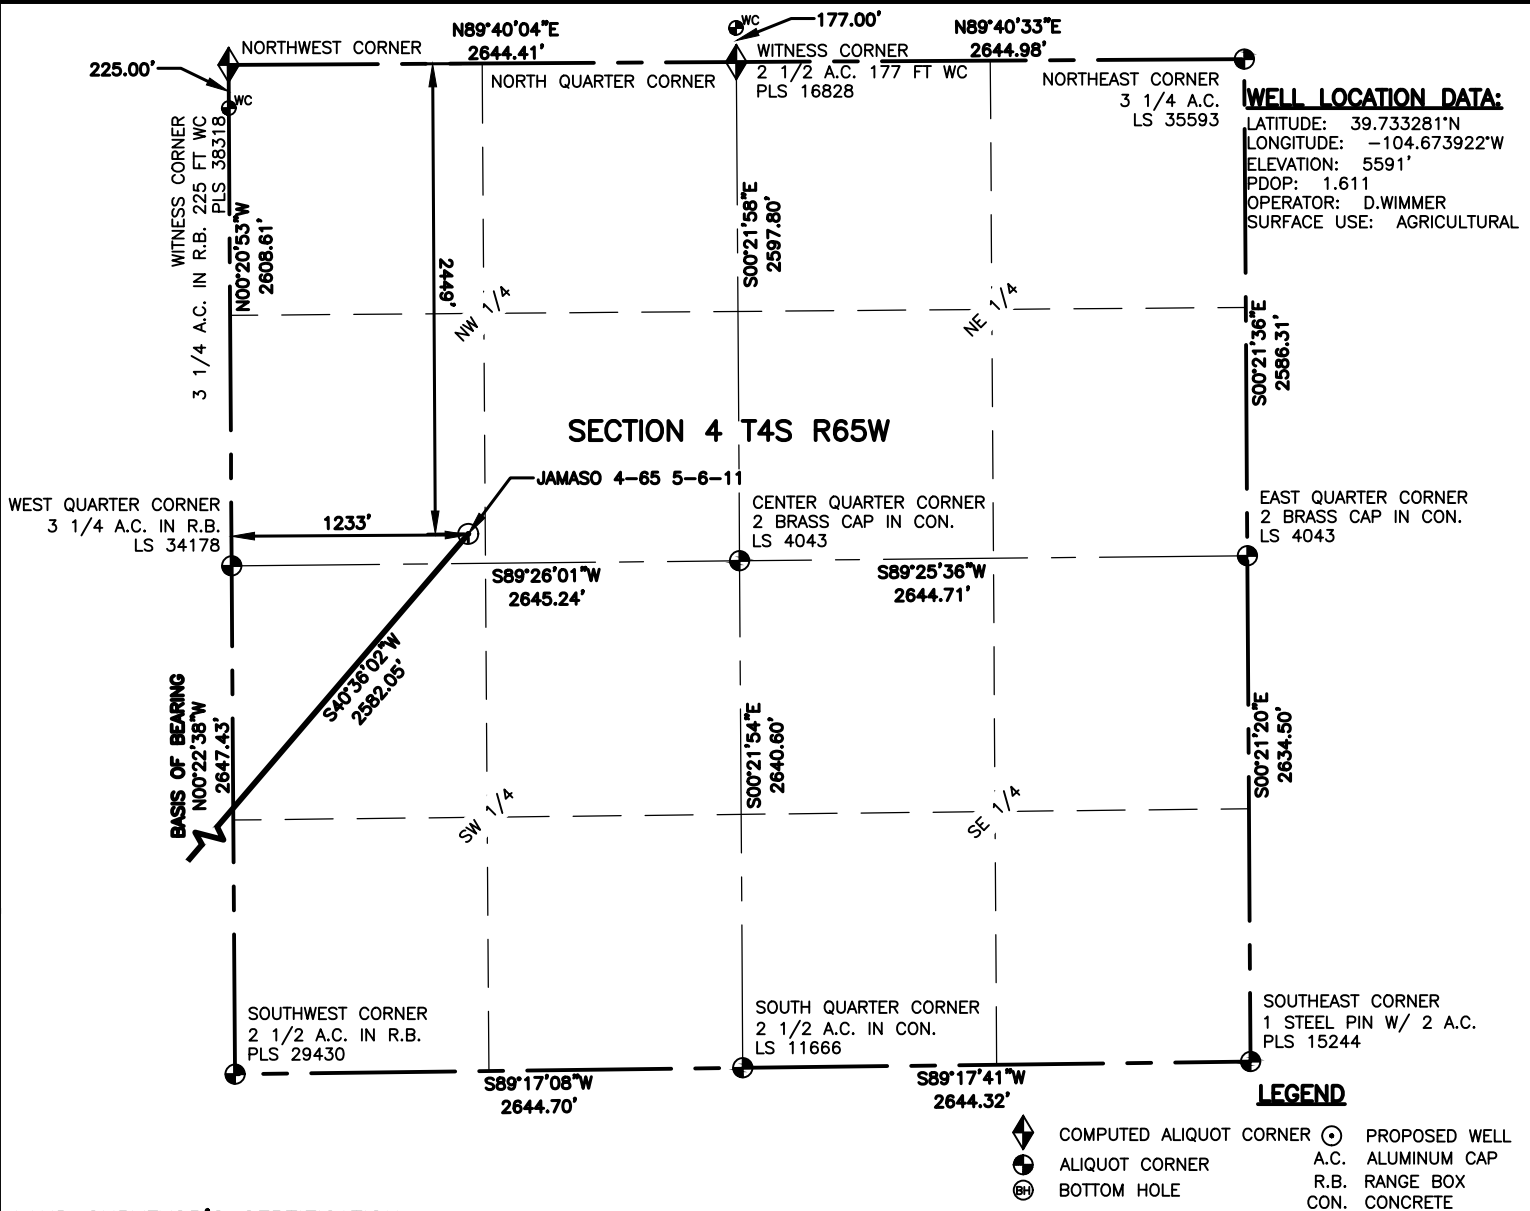 N89°40'04"E
2644.41'
WC
177.00'
N89°40'33"E
2644.98'
NORTHWEST CORNER
225.00'
WC
NORTH QUARTER CORNER
WITNESS CORNER
2 1/2 A.C. 177 FT WC
PLS 16828
NORTHEAST CORNER
3 1/4 A.C.
LS 35593
WELL LOCATION DATA:
LATITUDE: 39.733281°N
LONGITUDE: -104.673922°W
ELEVATION: 5591'
PDOP: 1.611
OPERATOR: D.WIMMER
SURFACE USE: AGRICULTURAL
WITNESS CORNER
3 1/4 A.C. IN R.B. 225 FT WC
PLS 38318
N00°20'53"W
2608.61'
2449'
NW 1/4
S00°21'58"E
2597.80'
NE 1/4
S00°21'36"E
2586.31'
SECTION 4 T4S R65W
JAMASO 4-65 5-6-11
WEST QUARTER CORNER
3 1/4 A.C. IN R.B.
LS 34178
1233'
CENTER QUARTER CORNER
2 BRASS CAP IN CON.
LS 4043
EAST QUARTER CORNER
2 BRASS CAP IN CON.
LS 4043
S89°26'01"W
2645.24'
S89°25'36"W
2644.71'
S40°36'02"W
2582.05'
BASIS OF BEARING
N00°22'38"W
2647.43'
S00°21'54"E
2640.60'
S00°21'20"E
2634.50'
SW 1/4
SE 1/4
SOUTHWEST CORNER
2 1/2 A.C. IN R.B.
PLS 29430
SOUTH QUARTER CORNER
2 1/2 A.C. IN CON.
LS 11666
SOUTHEAST CORNER
1 STEEL PIN W/ 2 A.C.
PLS 15244
S89°17'08"W
2644.70'
S89°17'41"W
2644.32'
LEGEND
COMPUTED ALIQUOT CORNER
PROPOSED WELL
ALIQUOT CORNER
A.C. ALUMINUM CAP
BH BOTTOM HOLE
R.B. RANGE BOX
CON. CONCRETE